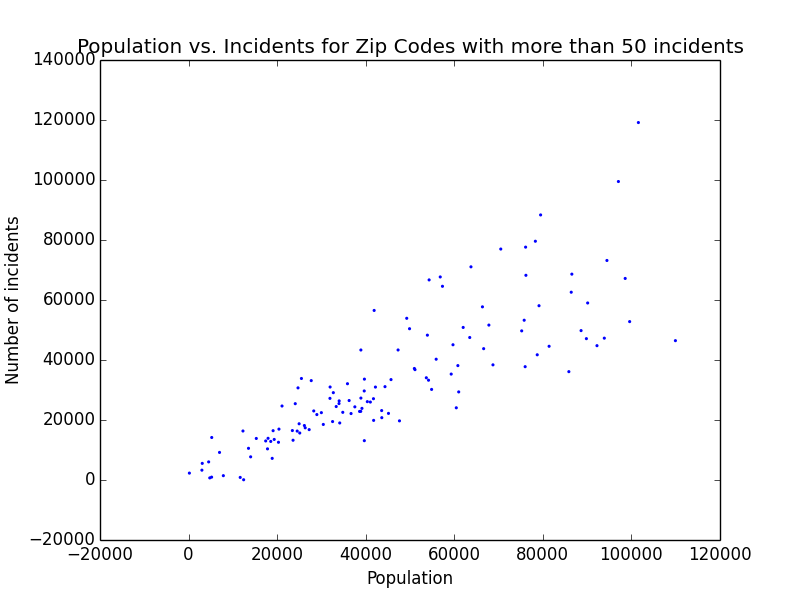 Population vs. Incidents for Zip Codes with more than 50 incidents
140000
120000
100000
80000
60000
40000
20000
0
−20000
Number of incidents
−20000 0 20000 40000 60000 80000 100000 120000
Population